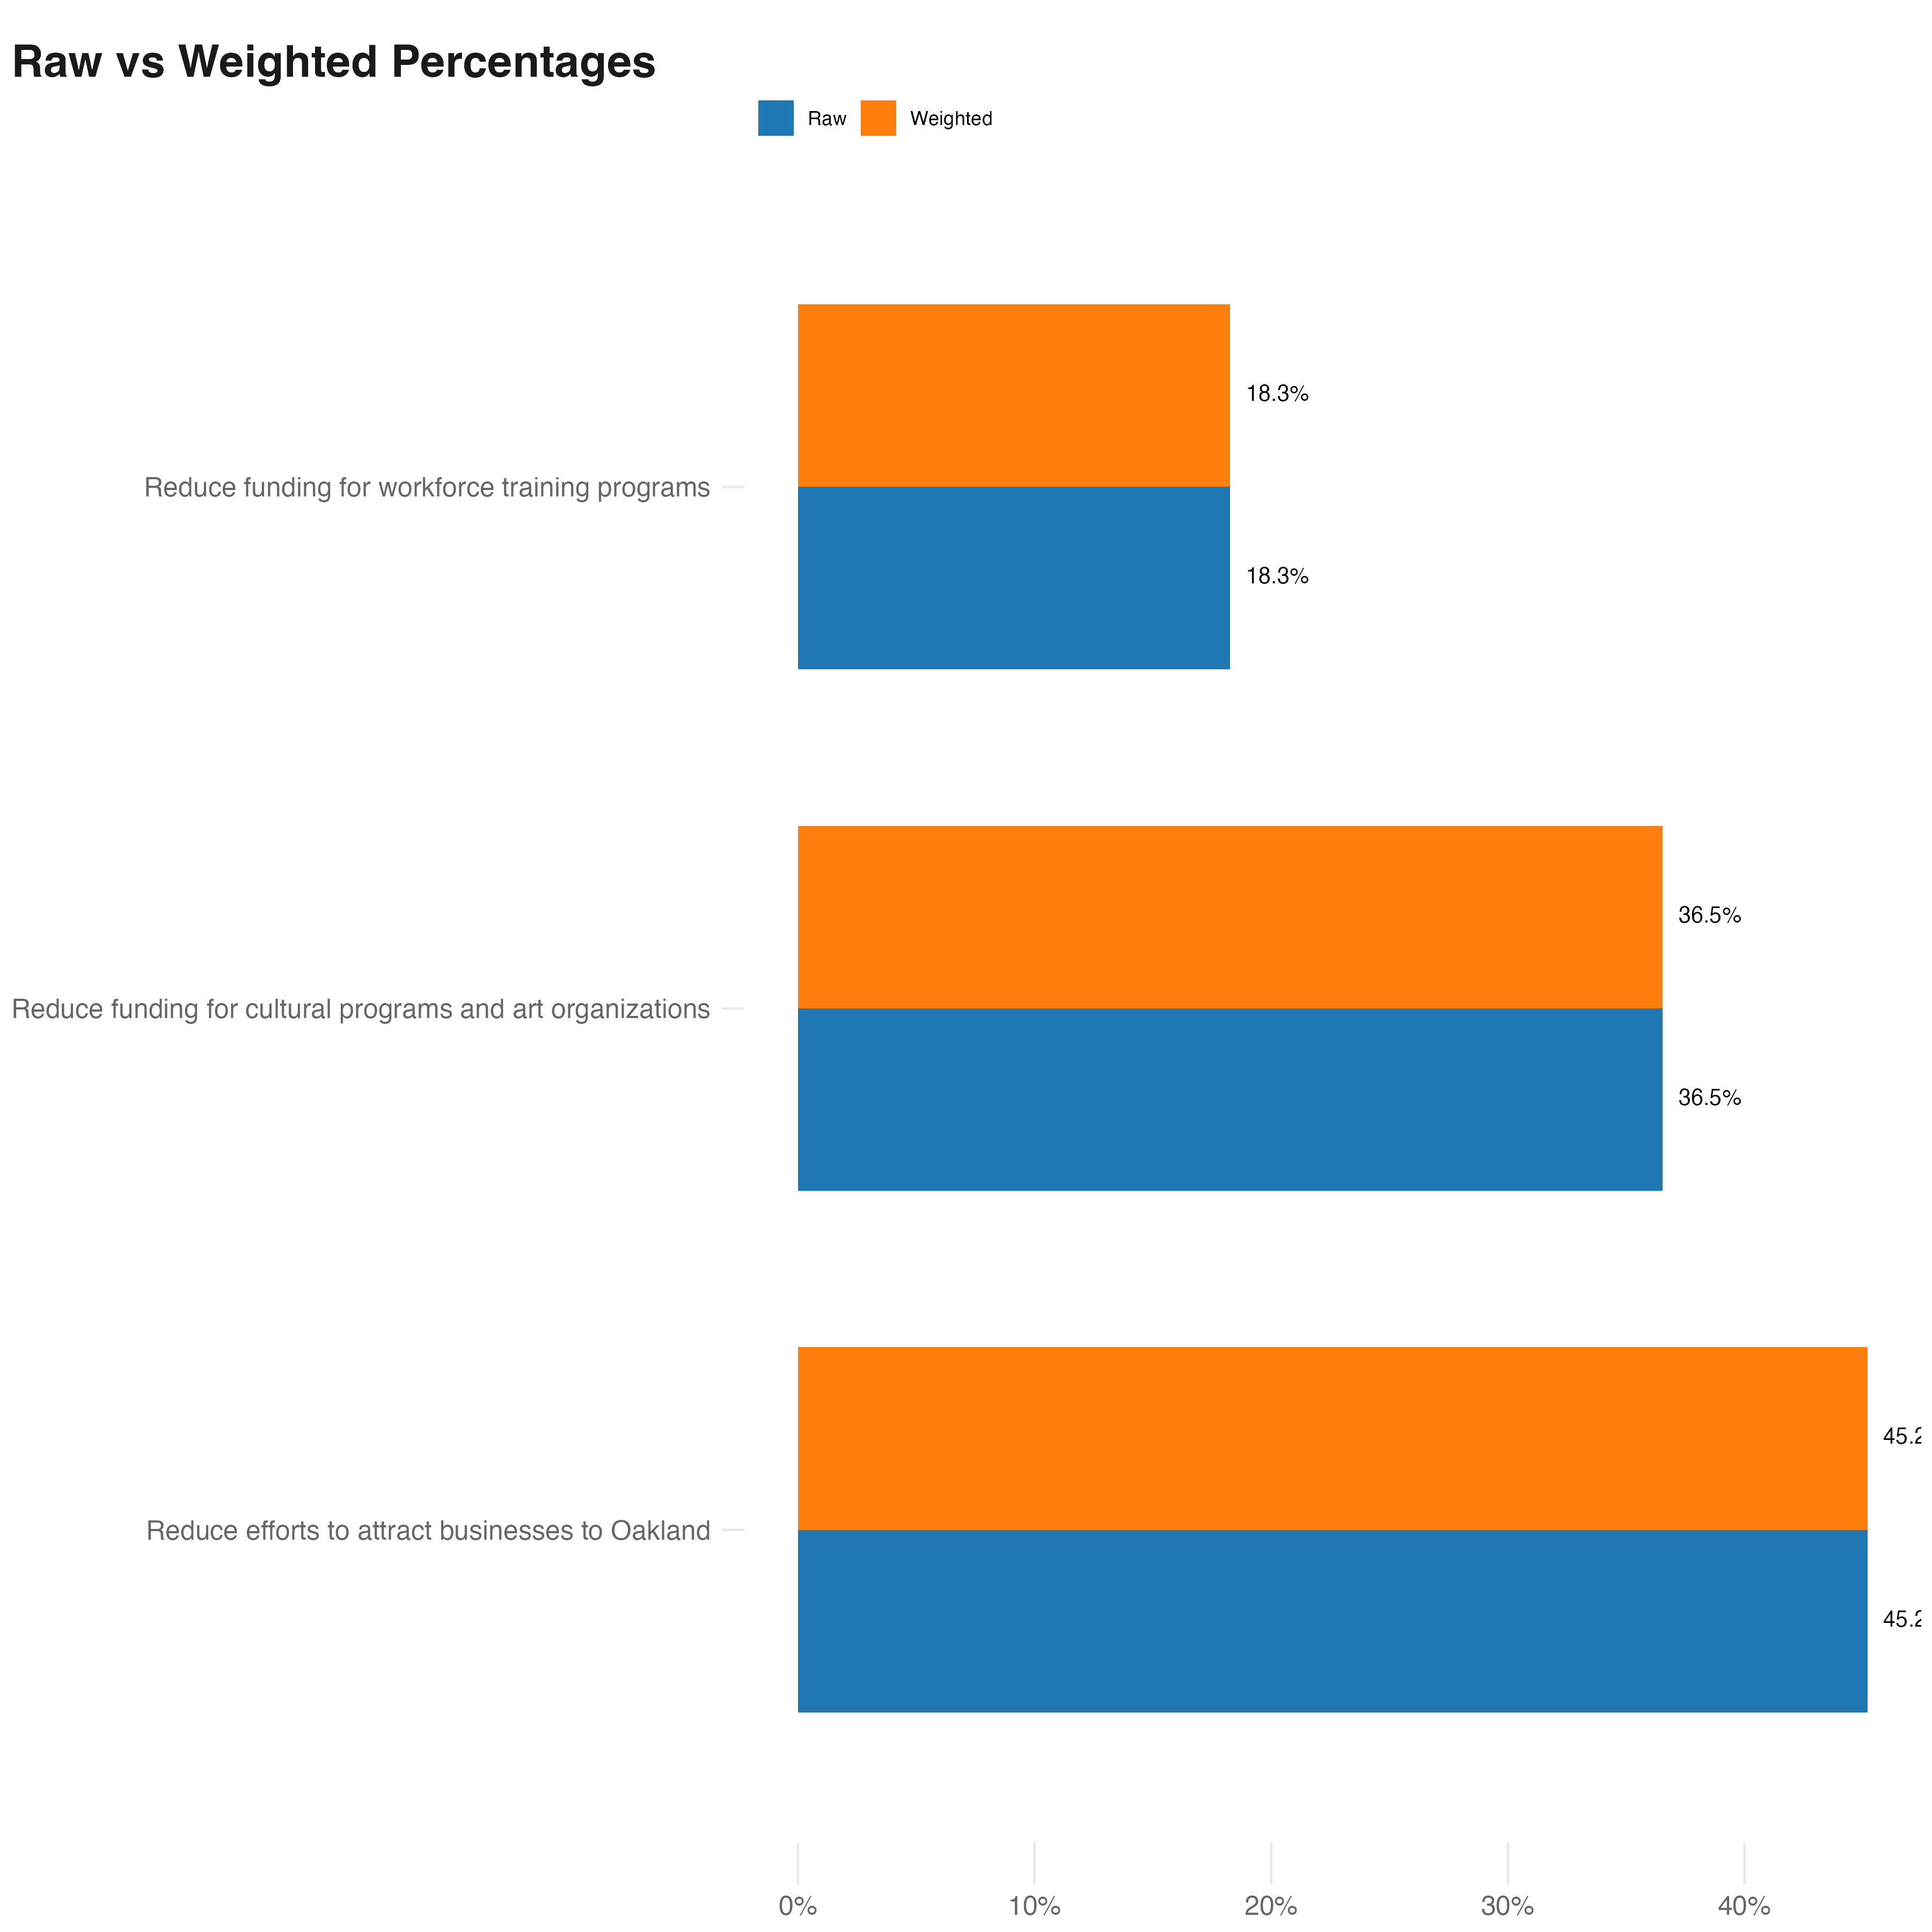 Raw vs Weighted Percentages
Raw Weighted
18.3%
Reduce funding for workforce training programs
18.3%
36.5%
Reduce funding for cultural programs and art organizations
36.5%
45.2
Reduce efforts to attract businesses to Oakland
45.2
0% 10% 20% 30% 40%